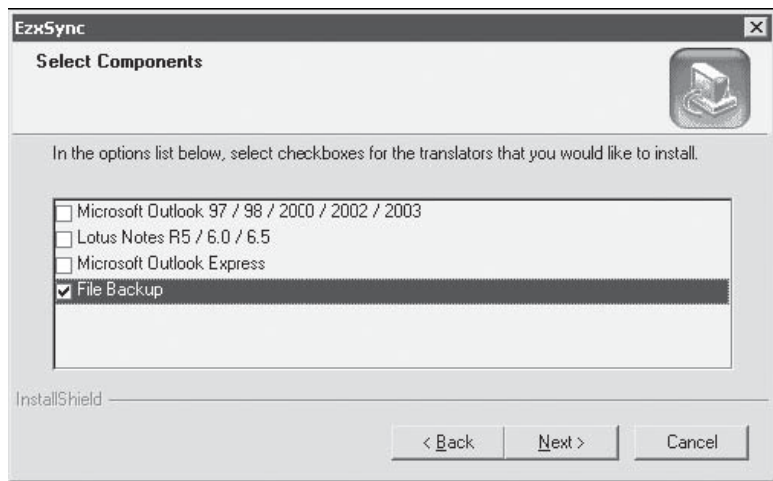 EzxSync
Select Components
In the options list below, select checkboxes for the translators that you would like to install.
Microsoft Outlook 97 / 98 / 2000 / 2002 / 2003
Lotus Notes R5 / 6.0 / 6.5
Microsoft Outlook Express
File Backup
InstallShield
< Back
Next >
Cancel